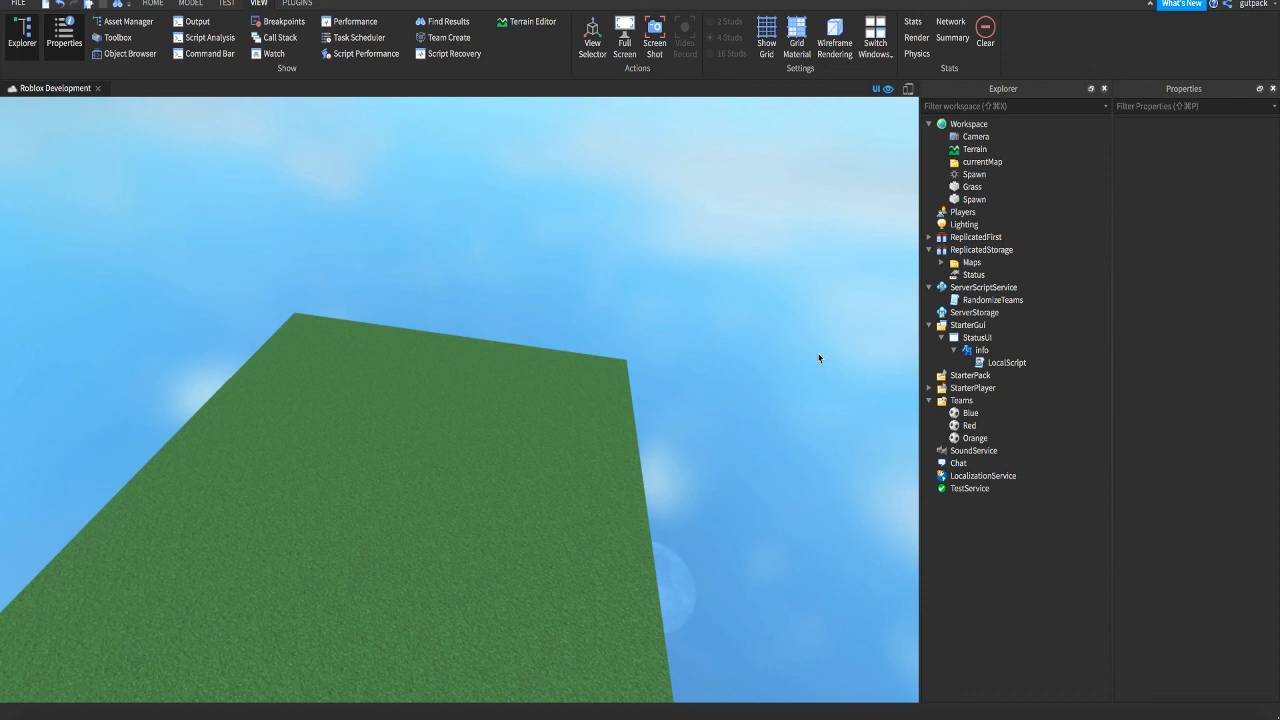 FILE HOME MODEL TEST VIEW PLUGINS What's New gutpack
Explorer
Properties
Asset Manager
Toolbox
Object Browser
Output
Script Analysis
Command Bar
Breakpoints
Call Stack
Watch
Performance
Task Scheduler
Script Performance
Find Results
Team Create
Script Recovery
Terrain Editor
Show
View
Selector
Full
Screen
Screen
Shot
Video
Record
Actions
2 Studs
4 Studs
16 Studs
Show
Grid
Grid
Material
Wireframe
Rendering
Switch
Windows..
Settings
Stats
Render
Physics
Network
Summary
Clear
Stats
Roblox Development
UI
Explorer
Filter workspace (⇧⌘X)
Workspace
Camera
Terrain
currentMap
Spawn
Grass
Spawn
Players
Lighting
ReplicatedFirst
ReplicatedStorage
Maps
Status
ServerScriptService
RandomizeTeams
ServerStorage
StarterGui
StatusUI
info
LocalScript
StarterPack
StarterPlayer
Teams
Blue
Red
Orange
SoundService
Chat
LocalizationService
TestService
Properties
Filter Properties (⇧⌘P)